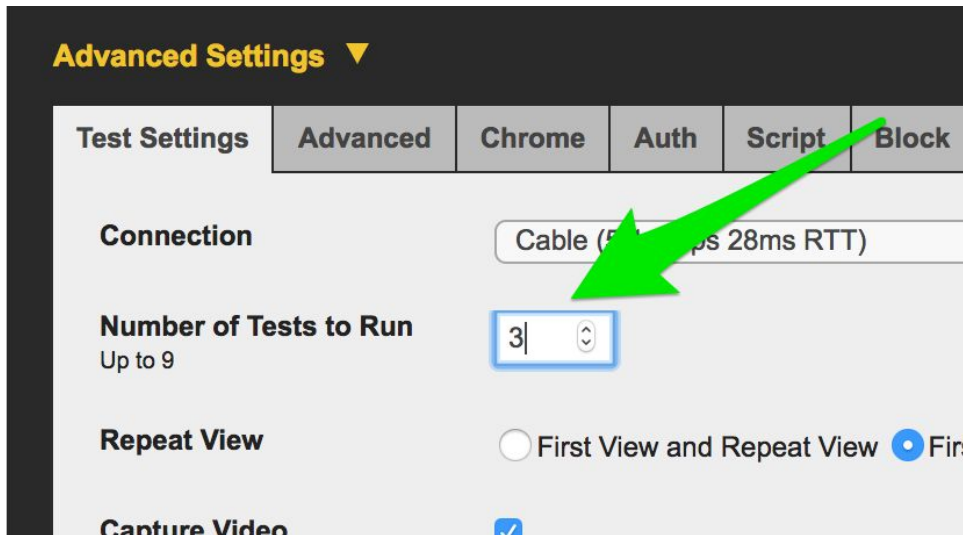 Advanced Settings ▼
Test Settings Advanced Chrome Auth Script Block
Connection Cable ( 28ms RTT)
Number of Tests to Run 3
Up to 9
Repeat View First View and Repeat View
Capture Video